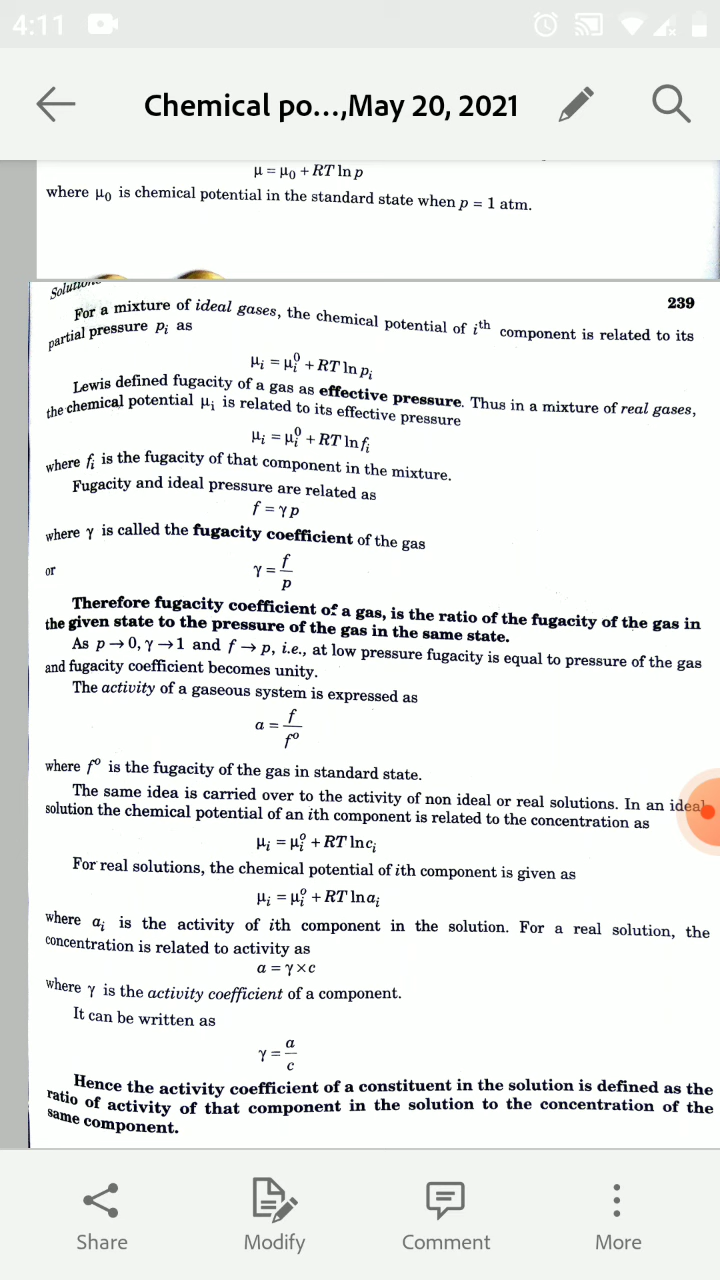 4:11
Chemical po...,May 20, 2021
μ = μ₀ + RT ln p
where μ₀ is chemical potential in the standard state when p = 1 atm.
Solutions
239
For a mixture of ideal gases, the chemical potential of iᵗʰ component is related to its
partial pressure pᵢ as
μᵢ = μᵢ⁰ + RT ln pᵢ
Lewis defined fugacity of a gas as effective pressure. Thus in a mixture of real gases,
the chemical potential μᵢ is related to its effective pressure
μᵢ = μᵢ⁰ + RT ln fᵢ
where fᵢ is the fugacity of that component in the mixture.
Fugacity and ideal pressure are related as
f = γ p
where γ is called the fugacity coefficient of the gas
or γ = f/p
Therefore fugacity coefficient of a gas, is the ratio of the fugacity of the gas in
the given state to the pressure of the gas in the same state.
As p → 0, γ → 1 and f → p, i.e., at low pressure fugacity is equal to pressure of the gas
and fugacity coefficient becomes unity.
The activity of a gaseous system is expressed as
a = f/f⁰
where f⁰ is the fugacity of the gas in standard state.
The same idea is carried over to the activity of non ideal or real solutions. In an ideal
solution the chemical potential of an ith component is related to the concentration as
μᵢ = μᵢ⁰ + RT ln cᵢ
For real solutions, the chemical potential of ith component is given as
μᵢ = μᵢ⁰ + RT ln aᵢ
where aᵢ is the activity of ith component in the solution. For a real solution, the
concentration is related to activity as
a = γ × c
where γ is the activity coefficient of a component.
It can be written as
γ = a/c
Hence the activity coefficient of a constituent in the solution is defined as the
ratio of activity of that component in the solution to the concentration of the
same component.
Share Modify Comment More